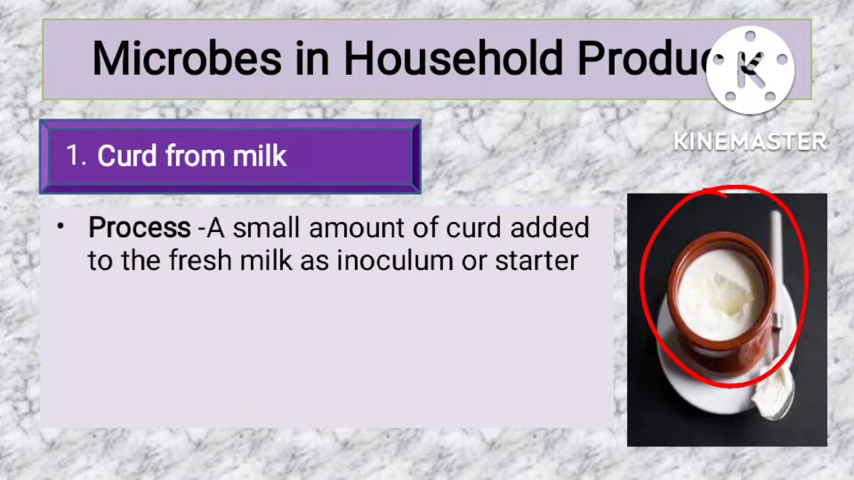 Microbes in Household Products
KINEMASTER
1. Curd from milk
• Process -A small amount of curd added
to the fresh milk as inoculum or starter